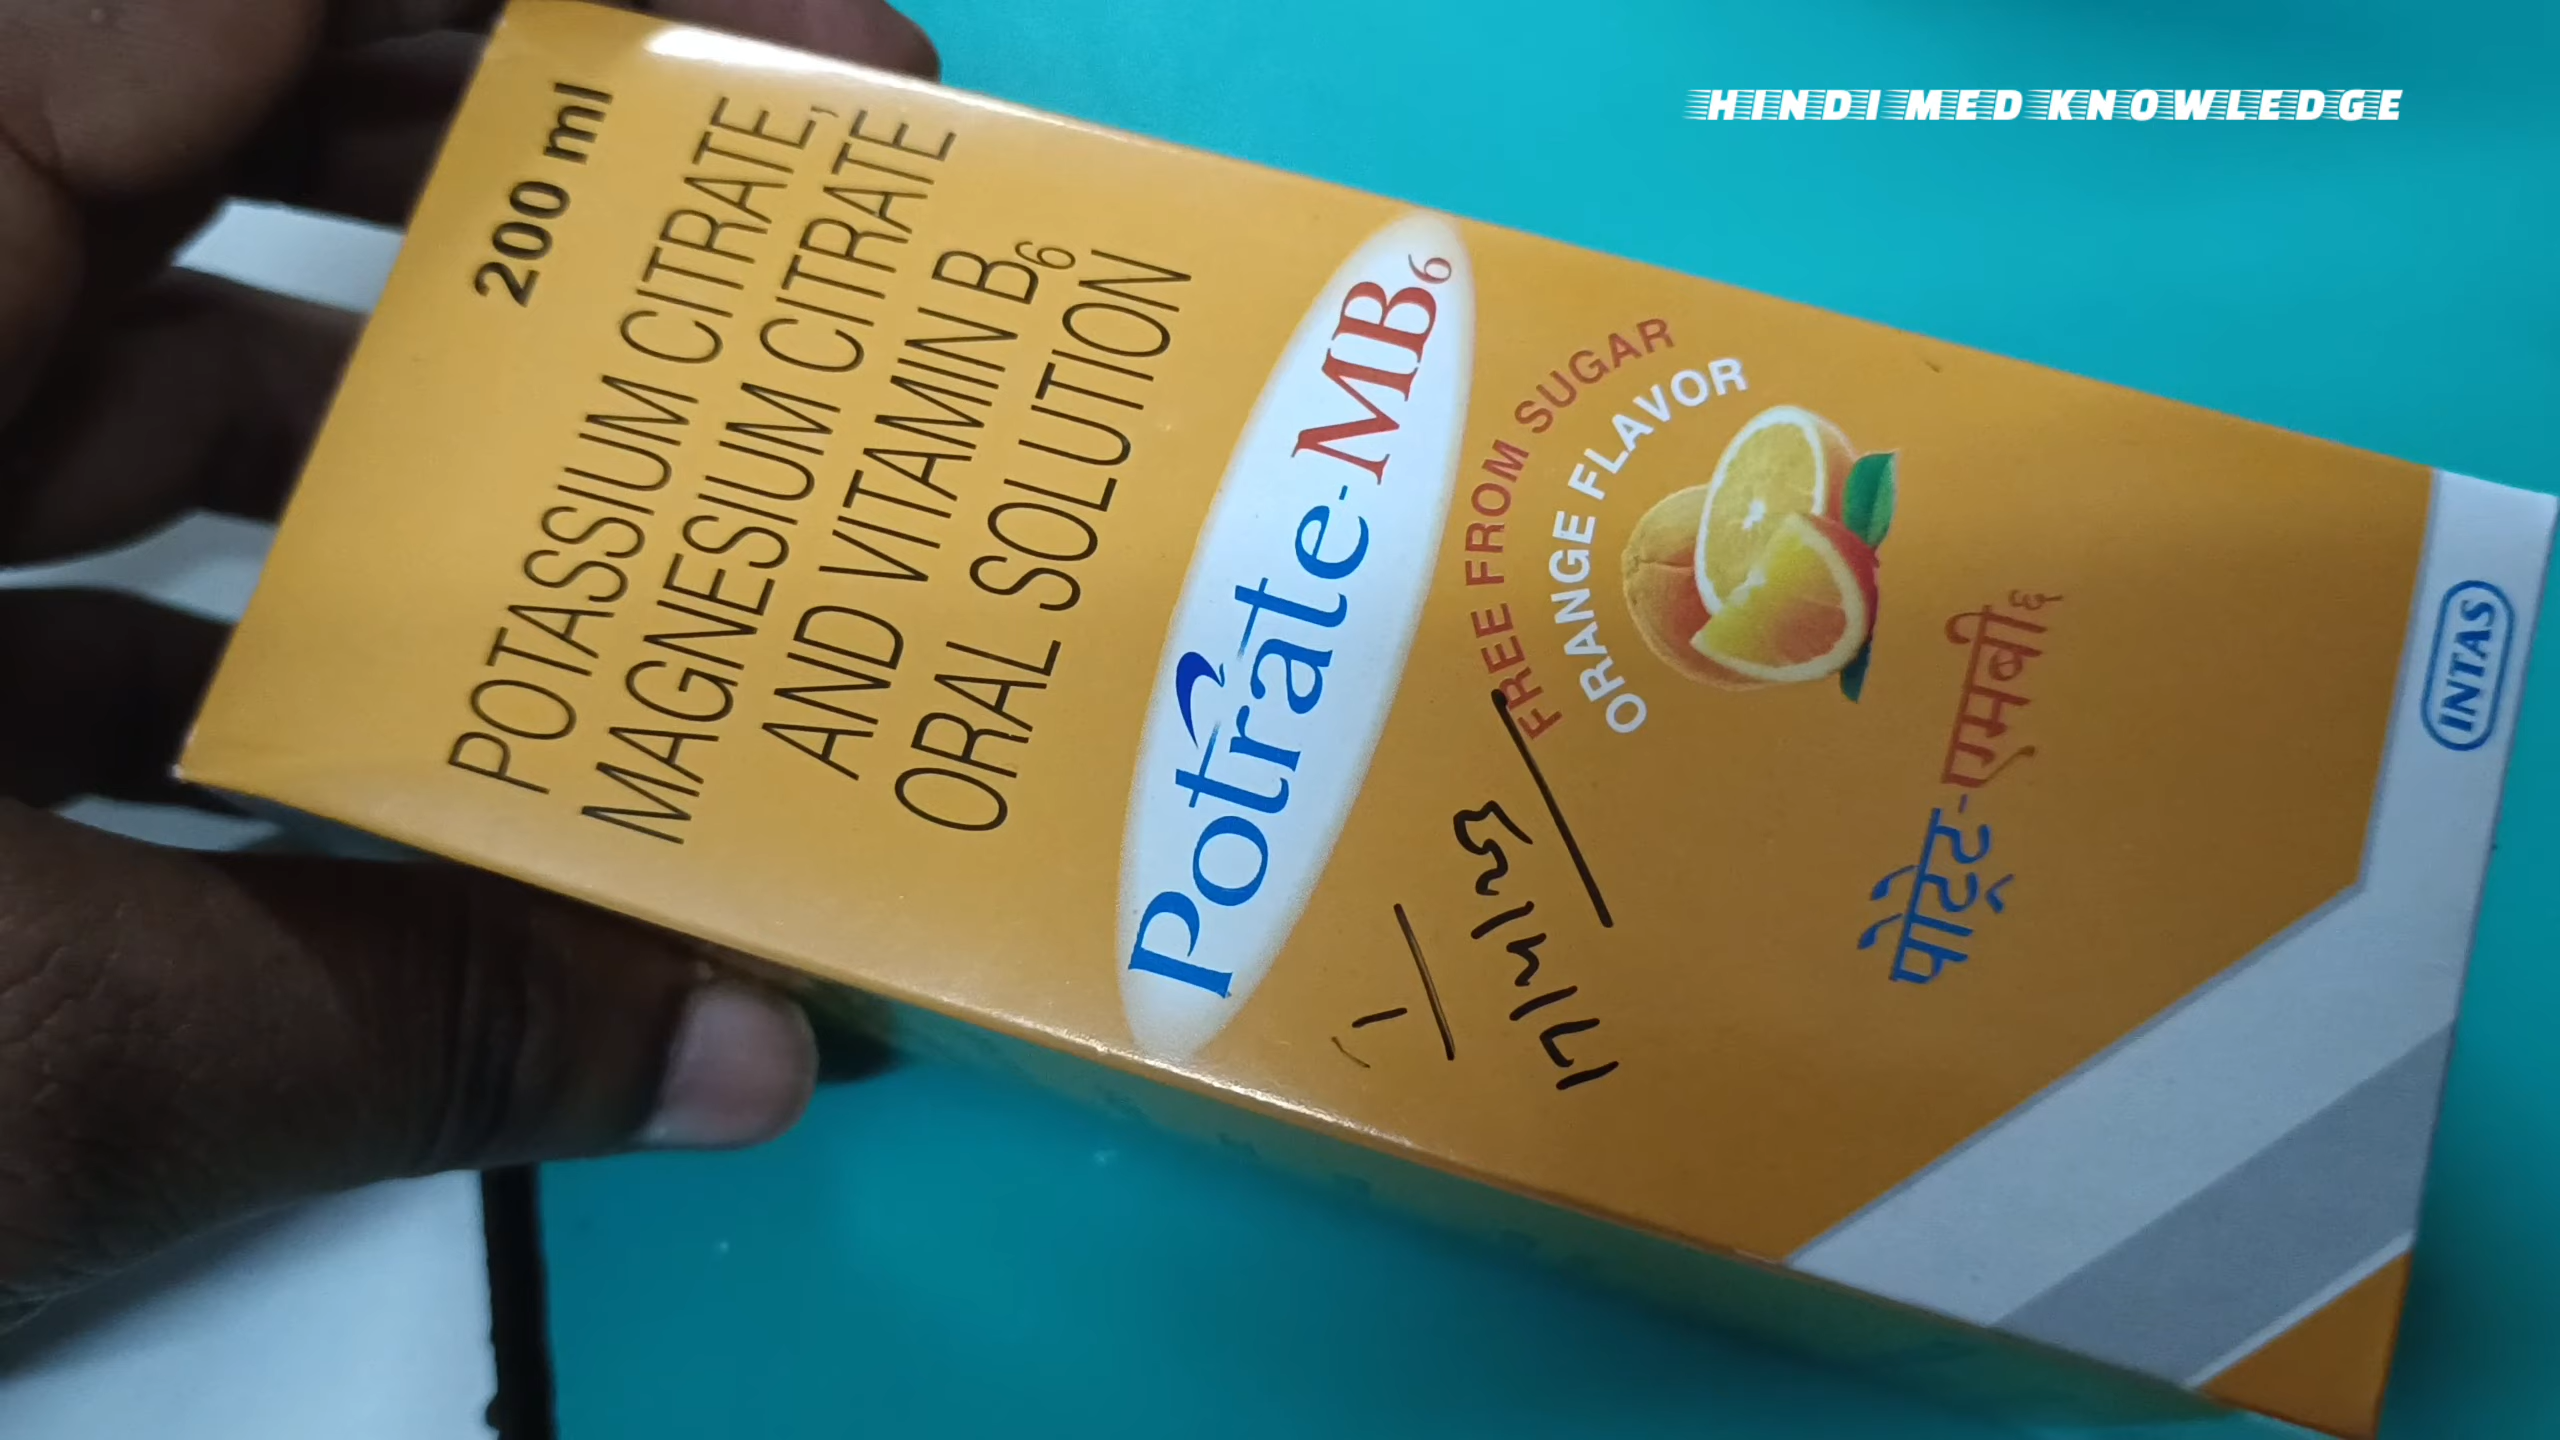 HINDI MED KNOWLEDGE
200 ml
POTASSIUM CITRATE,
MAGNESIUM CITRATE
AND VITAMIN B6
ORAL SOLUTION
Potrate-MB6
FREE FROM SUGAR
ORANGE FLAVOR
पोट्रेट-एमबी६
INTAS